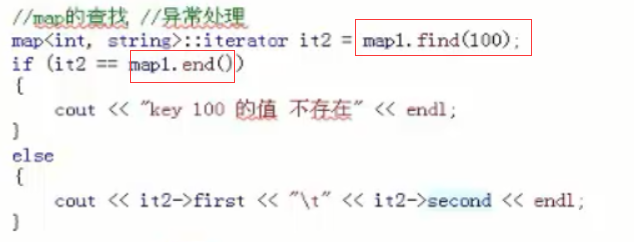 //map的查找 //异常处理
map<int, string>::iterator it2 = map1.find(100);
if (it2 == map1.end())
{
cout << "key 100 的值 不存在" << endl;
}
else
{
cout << it2->first << "\t" << it2->second << endl;
}